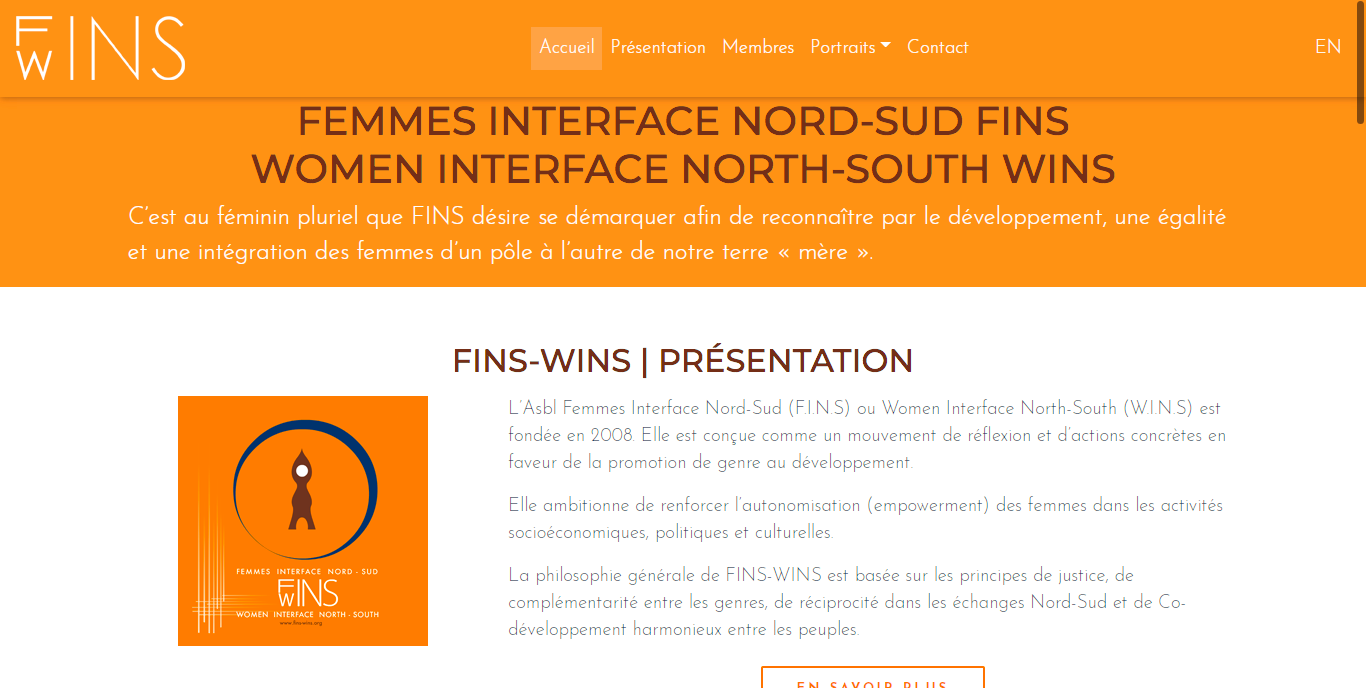 FINS
W
Accueil Présentation Membres Portraits Contact
EN
FEMMES INTERFACE NORD-SUD FINS
WOMEN INTERFACE NORTH-SOUTH WINS
C’est au féminin pluriel que FINS désire se démarquer afin de reconnaître par le développement, une égalité
et une intégration des femmes d’un pôle à l’autre de notre terre « mère ».
FINS-WINS | PRÉSENTATION
L’Asbl Femmes Interface Nord-Sud (F.I.N.S) ou Women Interface North-South (W.I.N.S) est
fondée en 2008. Elle est conçue comme un mouvement de réflexion et d’actions concrètes en
faveur de la promotion de genre au développement.
Elle ambitionne de renforcer l’autonomisation (empowerment) des femmes dans les activités
socioéconomiques, politiques et culturelles.
La philosophie générale de FINS-WINS est basée sur les principes de justice, de
complémentarité entre les genres, de réciprocité dans les échanges Nord-Sud et de Co-
développement harmonieux entre les peuples.
FEMMES INTERFACE NORD - SUD
FINS
W
WOMEN INTERFACE NORTH - SOUTH
www.fins-wins.org
EN SAVOIR PLUS